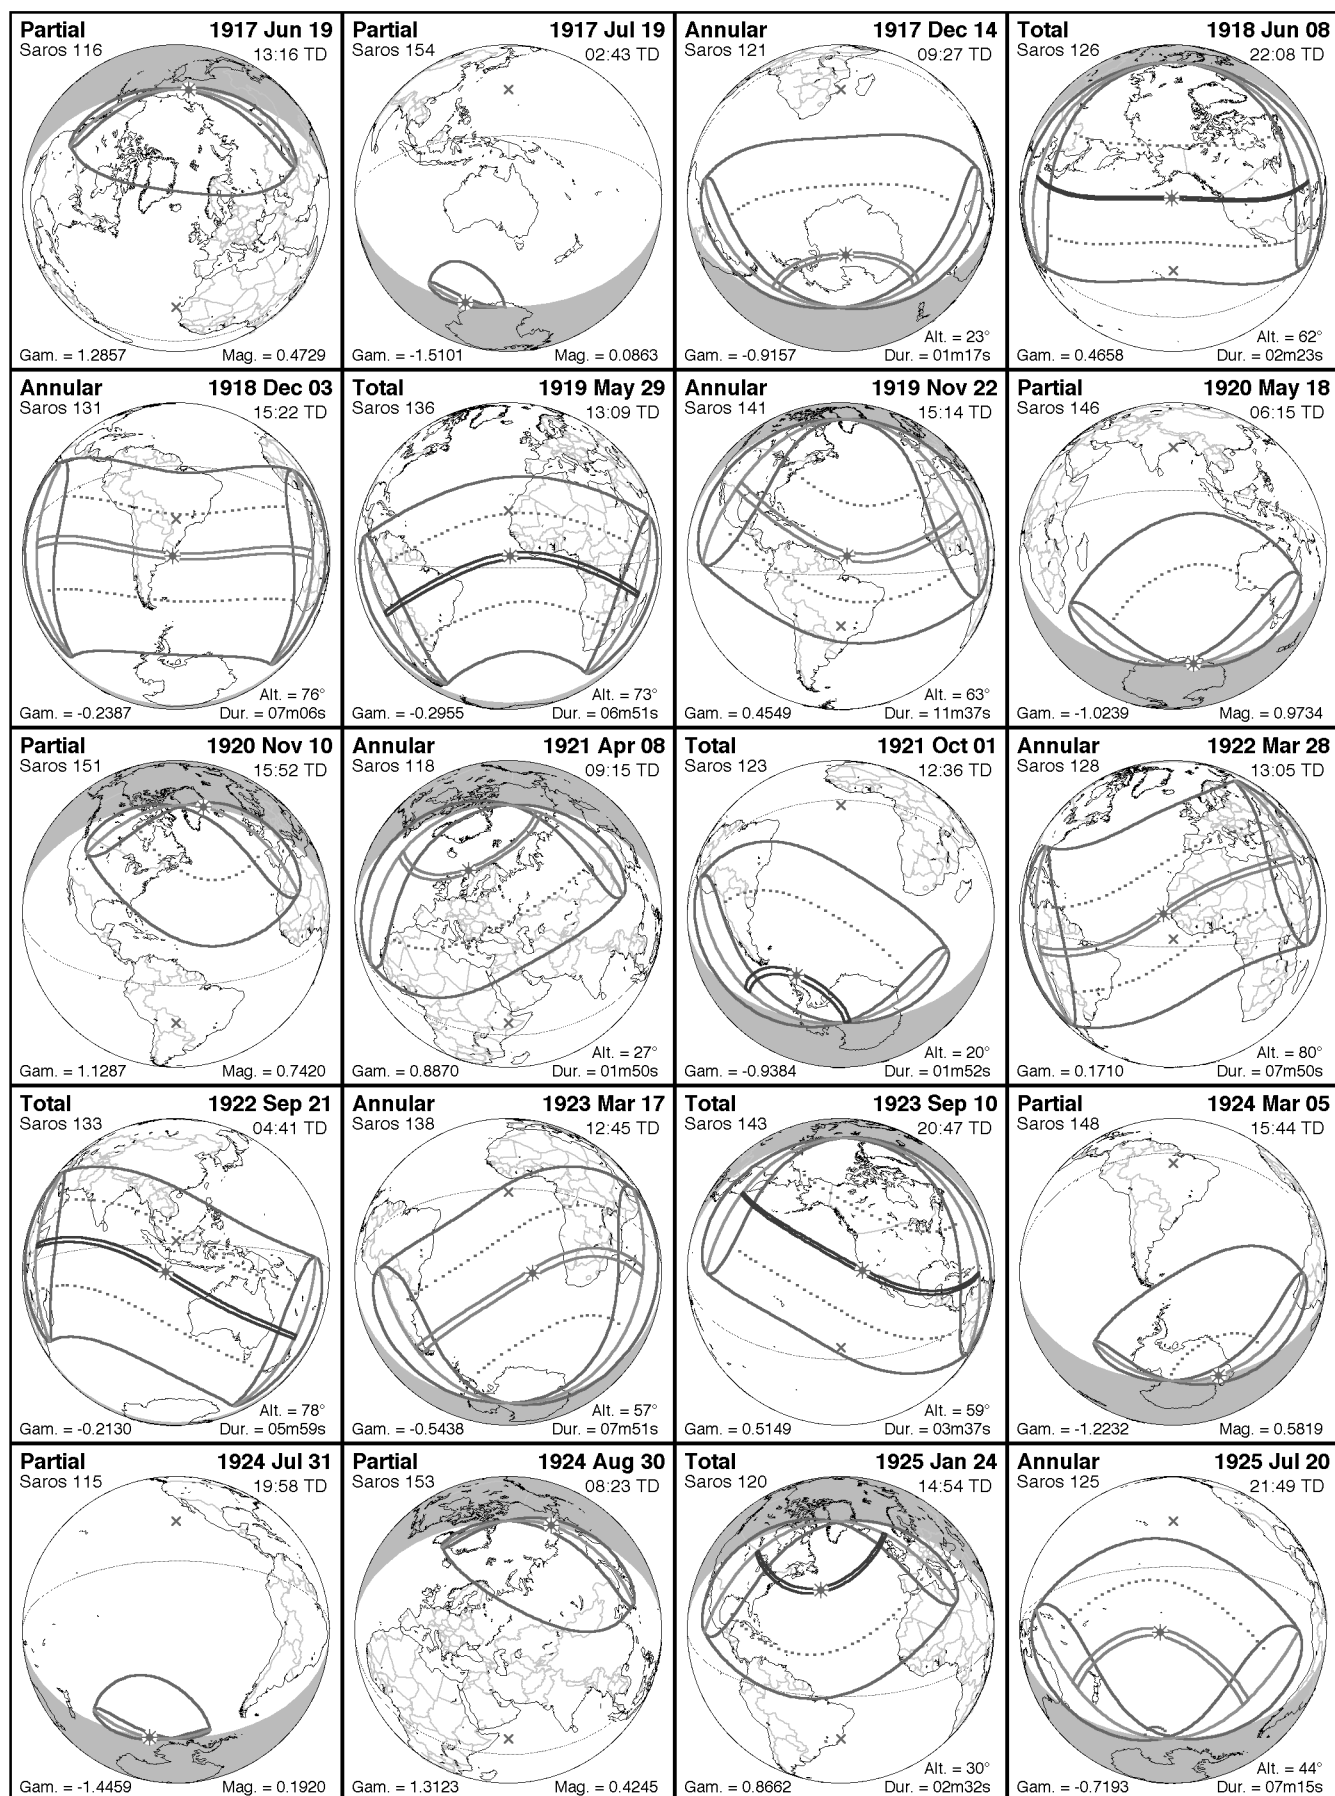 Partial 1917 Jun 19
Saros 116 13:16 TD
Gam. = 1.2857 Mag. = 0.4729
Partial 1917 Jul 19
Saros 154 02:43 TD
Gam. = -1.5101 Mag. = 0.0863
Annular 1917 Dec 14
Saros 121 09:27 TD
Alt. = 23°
Gam. = -0.9157 Dur. = 01m17s
Total 1918 Jun 08
Saros 126 22:08 TD
Alt. = 62°
Gam. = 0.4658 Dur. = 02m23s
Annular 1918 Dec 03
Saros 131 15:22 TD
Alt. = 76°
Gam. = -0.2387 Dur. = 07m06s
Total 1919 May 29
Saros 136 13:09 TD
Alt. = 73°
Gam. = -0.2955 Dur. = 06m51s
Annular 1919 Nov 22
Saros 141 15:14 TD
Alt. = 63°
Gam. = 0.4549 Dur. = 11m37s
Partial 1920 May 18
Saros 146 06:15 TD
Gam. = -1.0239 Mag. = 0.9734
Partial 1920 Nov 10
Saros 151 15:52 TD
Gam. = 1.1287 Mag. = 0.7420
Annular 1921 Apr 08
Saros 118 09:15 TD
Alt. = 27°
Gam. = 0.8870 Dur. = 01m50s
Total 1921 Oct 01
Saros 123 12:36 TD
Alt. = 20°
Gam. = -0.9384 Dur. = 01m52s
Annular 1922 Mar 28
Saros 128 13:05 TD
Alt. = 80°
Gam. = 0.1710 Dur. = 07m50s
Total 1922 Sep 21
Saros 133 04:41 TD
Alt. = 78°
Gam. = -0.2130 Dur. = 05m59s
Annular 1923 Mar 17
Saros 138 12:45 TD
Alt. = 57°
Gam. = -0.5438 Dur. = 07m51s
Total 1923 Sep 10
Saros 143 20:47 TD
Alt. = 59°
Gam. = 0.5149 Dur. = 03m37s
Partial 1924 Mar 05
Saros 148 15:44 TD
Gam. = -1.2232 Mag. = 0.5819
Partial 1924 Jul 31
Saros 115 19:58 TD
Gam. = -1.4459 Mag. = 0.1920
Partial 1924 Aug 30
Saros 153 08:23 TD
Gam. = 1.3123 Mag. = 0.4245
Total 1925 Jan 24
Saros 120 14:54 TD
Alt. = 30°
Gam. = 0.8662 Dur. = 02m32s
Annular 1925 Jul 20
Saros 125 21:49 TD
Alt. = 44°
Gam. = -0.7193 Dur. = 07m15s